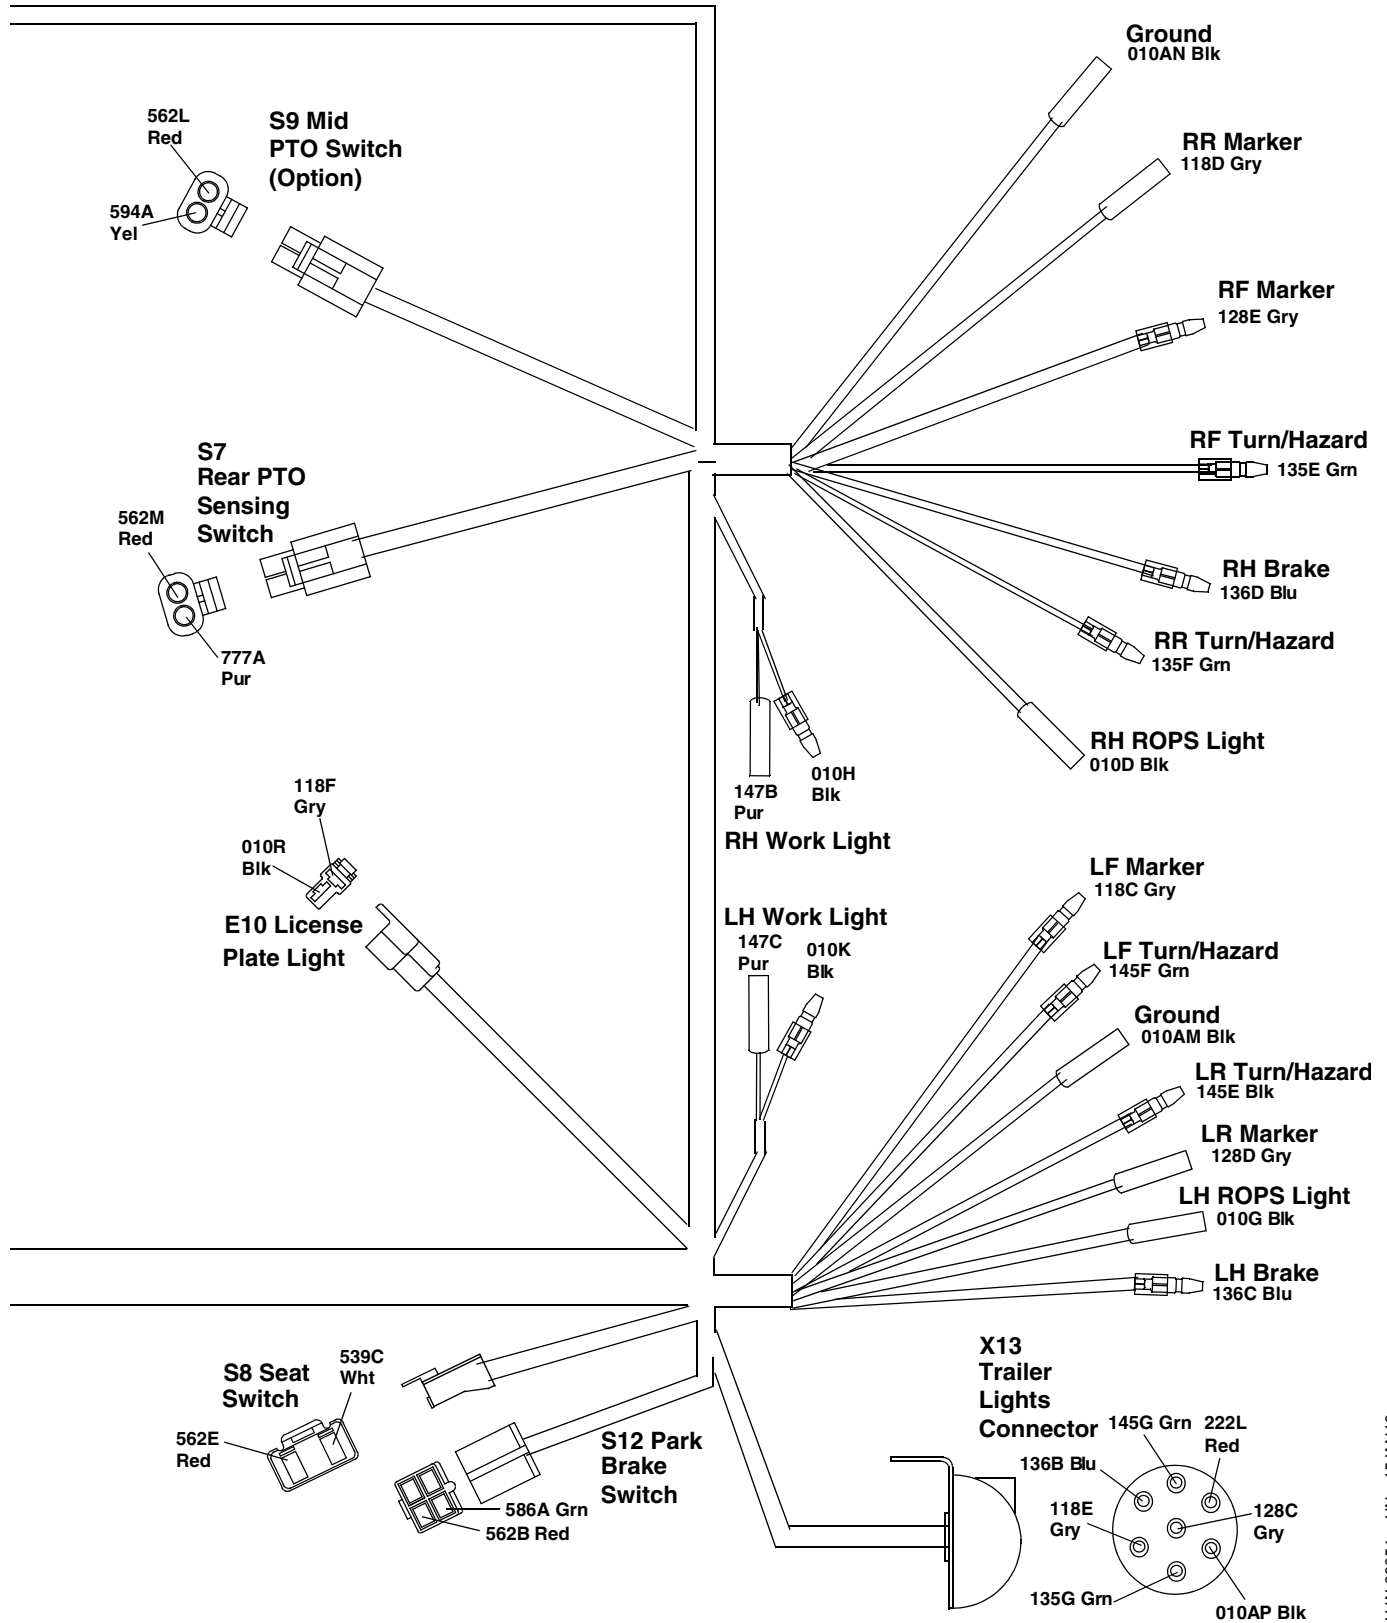 Ground
010AN Blk
RR Marker
118D Gry
RF Marker
128E Gry
RF Turn/Hazard
135E Grn
RH Brake
136D Blu
RR Turn/Hazard
135F Grn
RH ROPS Light
010D Blk
562L
Red
594A
Yel
S9 Mid
PTO Switch
(Option)
S7
Rear PTO
Sensing
Switch
562M
Red
777A
Pur
147B
Pur
010H
Blk
RH Work Light
118F
Gry
010R
Blk
E10 License
Plate Light
LH Work Light
147C
Pur
010K
Blk
LF Marker
118C Gry
LF Turn/Hazard
145F Grn
Ground
010AM Blk
LR Turn/Hazard
145E Blk
LR Marker
128D Gry
LH ROPS Light
010G Blk
LH Brake
136C Blu
S8 Seat
Switch
539C
Wht
562E
Red
S12 Park
Brake
Switch
586A Grn
562B Red
X13
Trailer
Lights
Connector
145G Grn
222L
Red
136B Blu
118E
Gry
128C
Gry
135G Grn
010AP Blk